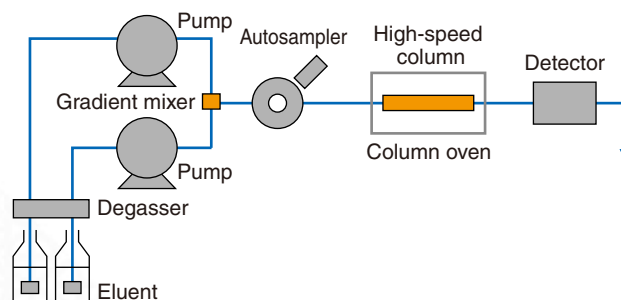 Pump
Autosampler
High-speed
column
Detector
Gradient mixer
Column oven
Pump
Degasser
Eluent